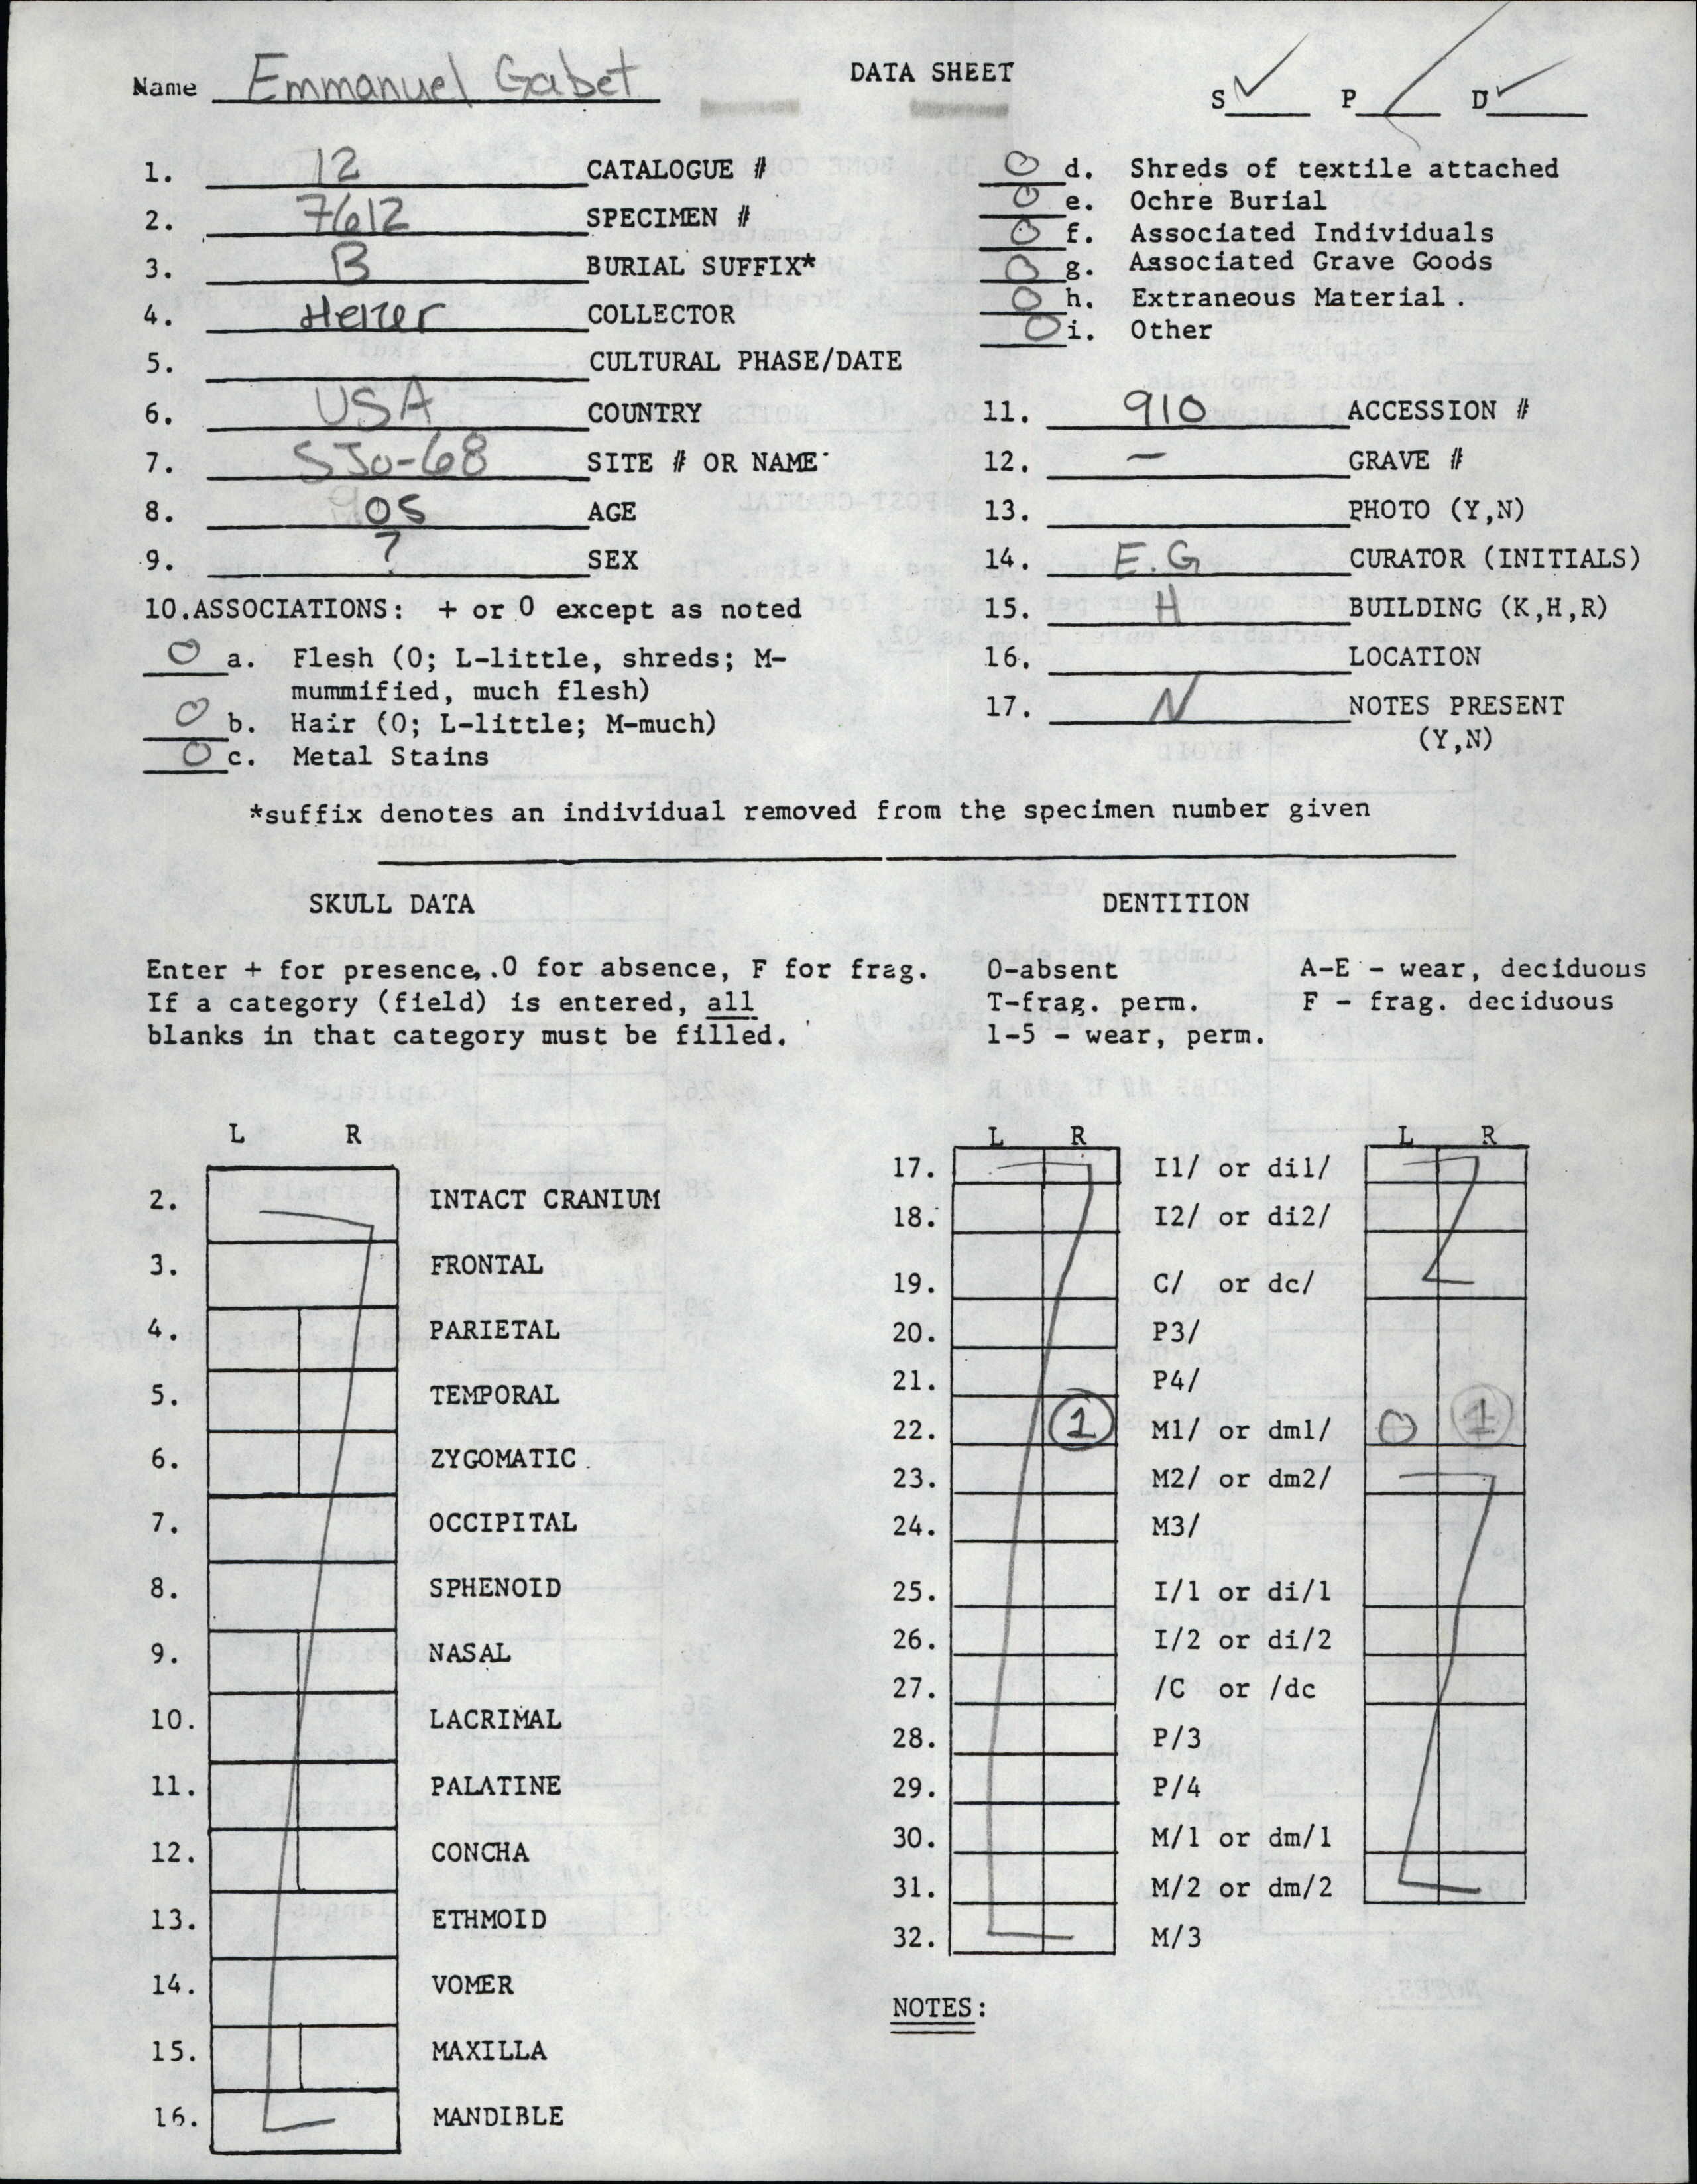 Name Emmanuel Gabet
DATA SHEET
S ✓ P ✓ D ✓
1. 12 CATALOGUE #
2. 7612 SPECIMEN #
3. B BURIAL SUFFIX*
4. Heizer COLLECTOR
5. CULTURAL PHASE/DATE
6. USA COUNTRY
7. SJo-68 SITE # OR NAME
8. 05 AGE
9. ? SEX
10.ASSOCIATIONS: + or 0 except as noted
0 a. Flesh (0; L-little, shreds; M-
mummified, much flesh)
0 b. Hair (0; L-little; M-much)
0 c. Metal Stains
0 d. Shreds of textile attached
0 e. Ochre Burial
0 f. Associated Individuals
0 g. Associated Grave Goods
0 h. Extraneous Material.
0 i. Other
11. 910 ACCESSION #
12. — GRAVE #
13. PHOTO (Y,N)
14. E.G CURATOR (INITIALS)
15. H BUILDING (K,H,R)
16. LOCATION
17. N NOTES PRESENT
(Y,N)
*suffix denotes an individual removed from the specimen number given
SKULL DATA
Enter + for presence,.0 for absence, F for frag.
If a category (field) is entered, all
blanks in that category must be filled.
L R
2. INTACT CRANIUM
3. FRONTAL
4. PARIETAL
5. TEMPORAL
6. ZYGOMATIC
7. OCCIPITAL
8. SPHENOID
9. NASAL
10. LACRIMAL
11. PALATINE
12. CONCHA
13. ETHMOID
14. VOMER
15. MAXILLA
16. MANDIBLE
DENTITION
0-absent A-E - wear, deciduous
T-frag. perm. F - frag. deciduous
1-5 - wear, perm.
L R L R
17. I1/ or di1/
18. I2/ or di2/
19. C/ or dc/
20. P3/
21. P4/
22. 1 M1/ or dm1/ 0 1
23. M2/ or dm2/
24. M3/
25. I/1 or di/1
26. I/2 or di/2
27. /C or /dc
28. P/3
29. P/4
30. M/1 or dm/1
31. M/2 or dm/2
32. M/3
NOTES: